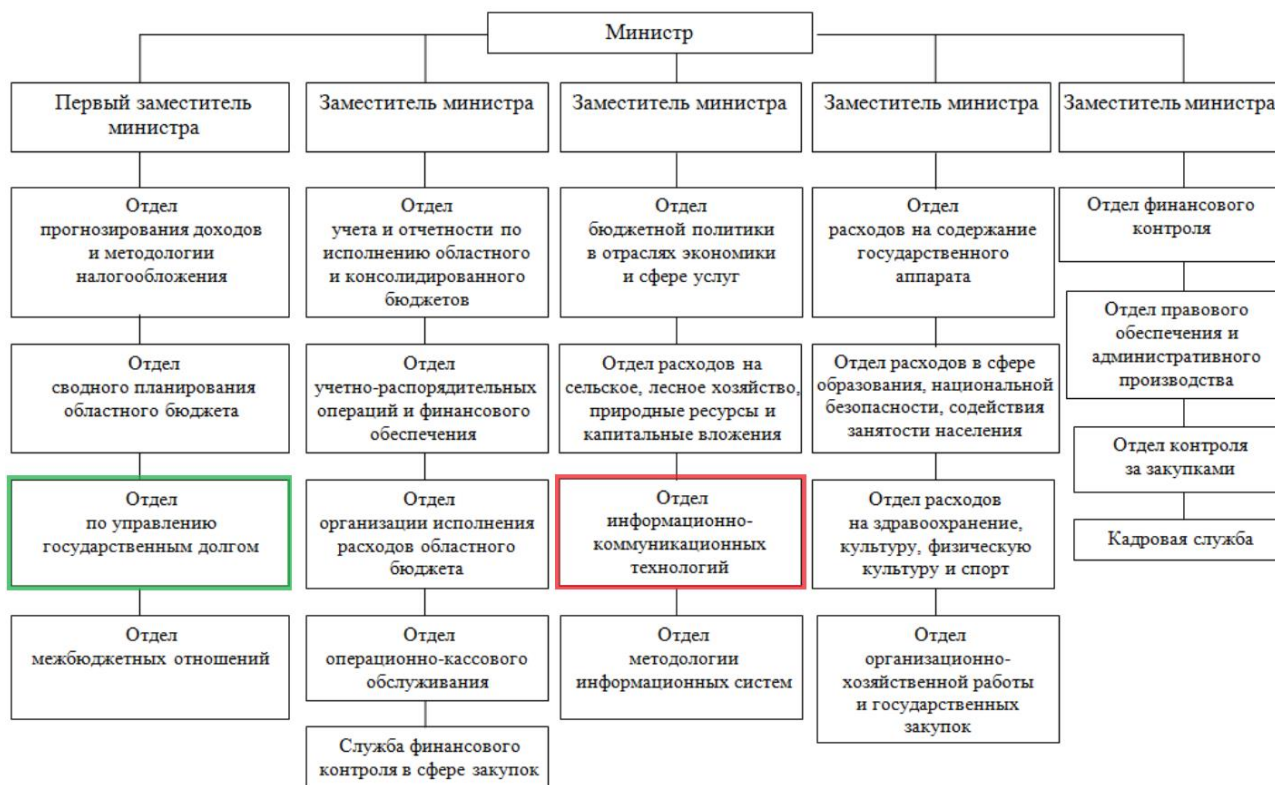 Министр
Первый заместитель
министра
Заместитель министра
Заместитель министра
Заместитель министра
Заместитель министра
Отдел
прогнозирования доходов
и методологии
налогообложения
Отдел
сводного планирования
областного бюджета
Отдел
по управлению
государственным долгом
Отдел
межбюджетных отношений
Отдел
учета и отчетности по
исполнению областного
и консолидированного
бюджетов
Отдел
учетно-распорядительных
операций и финансового
обеспечения
Отдел
организации исполнения
расходов областного
бюджета
Отдел
операционно-кассового
обслуживания
Служба финансового
контроля в сфере закупок
Отдел
бюджетной политики
в отраслях экономики
и сфере услуг
Отдел расходов на
сельское, лесное хозяйство,
природные ресурсы и
капитальные вложения
Отдел
информационно-
коммуникационных
технологий
Отдел
методологии
информационных систем
Отдел
расходов на содержание
государственного
аппарата
Отдел расходов в сфере
образования, национальной
безопасности, содействия
занятости населения
Отдел расходов
на здравоохранение,
культуру, физическую
культуру и спорт
Отдел
организационно-
хозяйственной работы
и государственных
закупок
Отдел финансового
контроля
Отдел правового
обеспечения и
административного
производства
Отдел контроля
за закупками
Кадровая служба